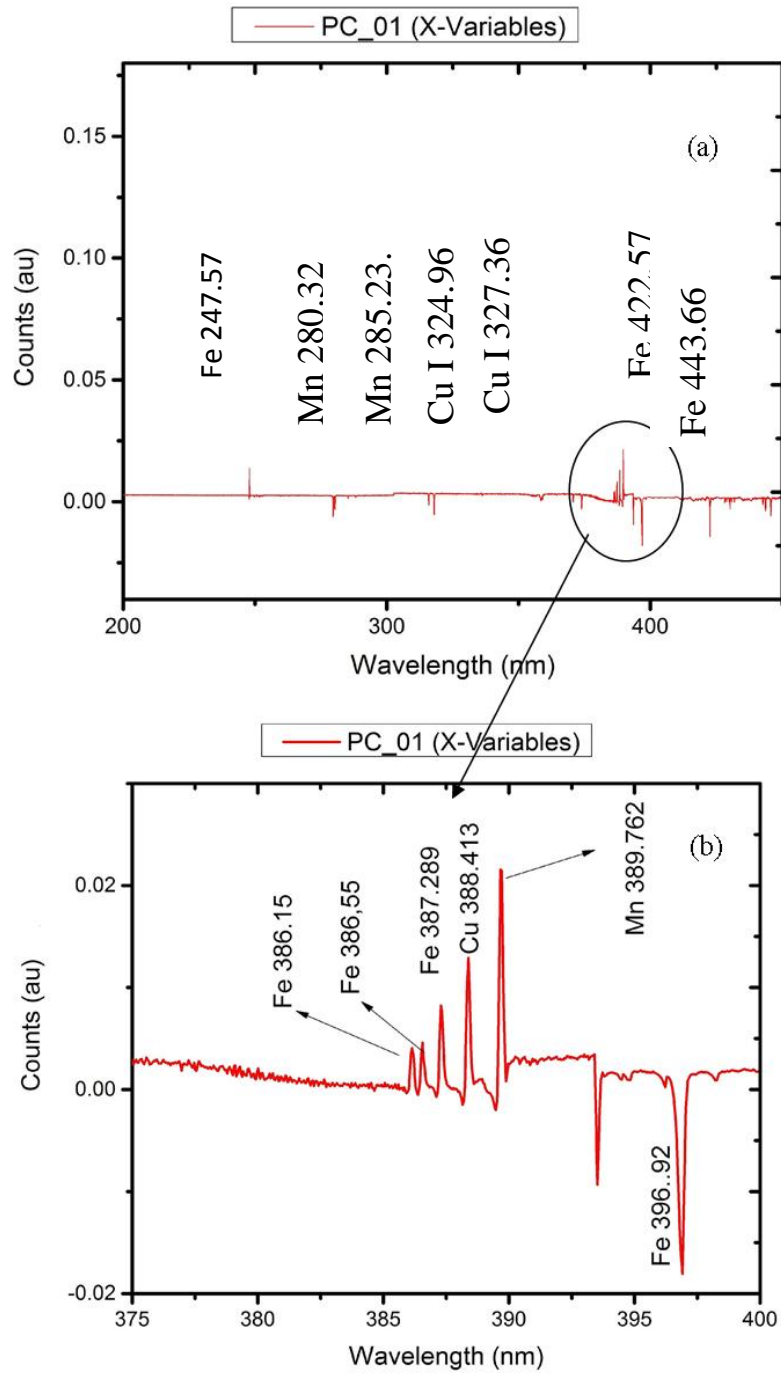 PC_01 (X-Variables)
(a)
Counts (au)
0.15
0.10
0.05
0.00
Fe 247.57
Mn 280.32
Mn 285.23.
Cu I 324.96
Cu I 327.36
Fe 422.57
Fe 443.66
200
300
400
Wavelength (nm)
PC_01 (X-Variables)
(b)
Counts (au)
0.02
0.00
-0.02
Fe 386.15
Fe 386,55
Fe 387.289
Cu 388.413
Mn 389.762
Fe 396..92
375
380
385
390
395
400
Wavelength (nm)